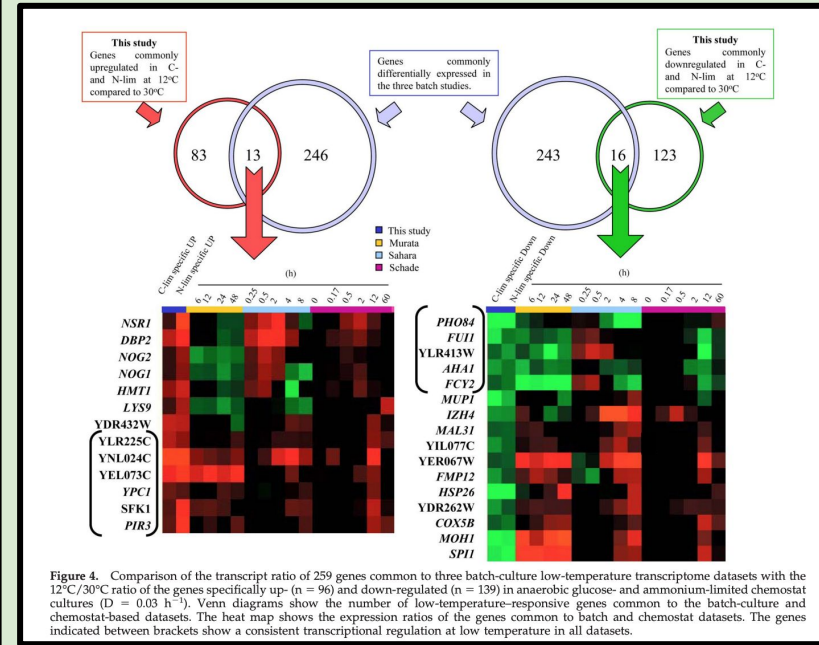 This study
Genes commonly
upregulated in C-
and N-lim at 12ºC
compared to 30ºC
Genes commonly
differentially expressed in
the three batch studies.
This study
Genes commonly
downregulated in C-
and N-lim at 12ºC
compared to 30ºC
83
13
246
243
16
123
This study
Murata
Sahara
Schade
C-lim specific UP
N-lim specific UP
(h)
6 12 24 48 0.25 0.5 2 4 8 0 0.17 0.5 2 12 60
NSR1
DBP2
NOG2
NOG1
HMT1
LYS9
YDR432W
YLR225C
YNL024C
YEL073C
YPC1
SFK1
PIR3
C-lim specific Down
N-lim specific Down
(h)
6 12 24 48 0.25 0.5 2 4 8 0 0.17 0.5 2 12 60
PHO84
FUI1
YLR413W
AHA1
FCY2
MUP1
IZH4
MAL31
YIL077C
YER067W
FMP12
HSP26
YDR262W
COX5B
MOH1
SPI1
Figure 4. Comparison of the transcript ratio of 259 genes common to three batch-culture low-temperature transcriptome datasets with the
12°C/30°C ratio of the genes specifically up- (n = 96) and down-regulated (n = 139) in anaerobic glucose- and ammonium-limited chemostat
cultures (D = 0.03 h⁻¹). Venn diagrams show the number of low-temperature–responsive genes common to the batch-culture and
chemostat-based datasets. The heat map shows the expression ratios of the genes common to batch and chemostat datasets. The genes
indicated between brackets show a consistent transcriptional regulation at low temperature in all datasets.